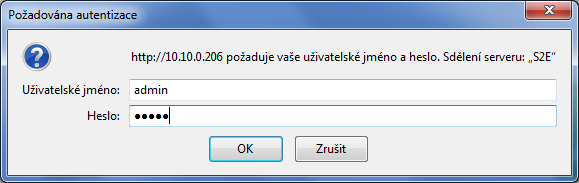 Požadována autentizace
http://10.10.0.206 požaduje vaše uživatelské jméno a heslo. Sdělení serveru: „S2E“
Uživatelské jméno: admin
Heslo: ●●●●●
OK Zrušit